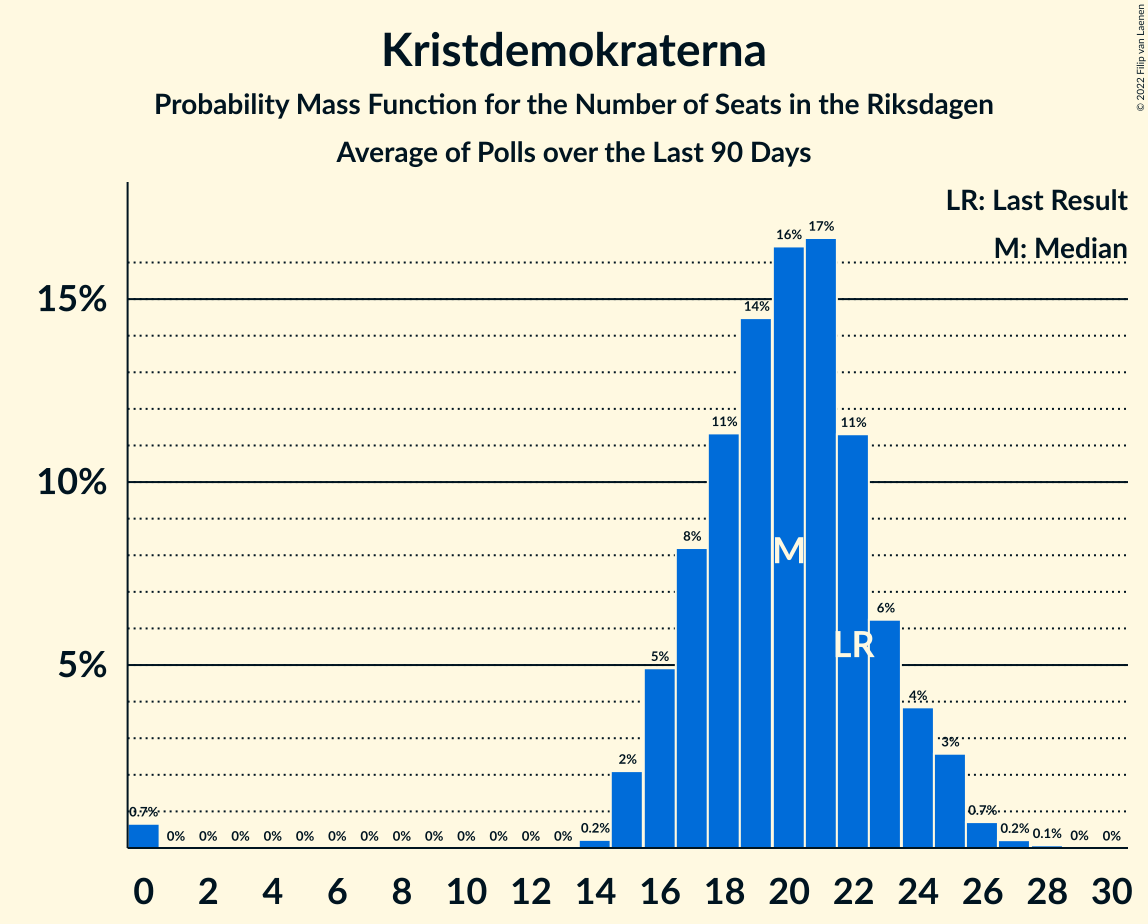 © 2022 Filip van Laenen
Kristdemokraterna
Probability Mass Function for the Number of Seats in the Riksdagen
Average of Polls over the Last 90 Days
LR: Last Result
M: Median
15%
10%
5%
0.7% 0% 0% 0% 0% 0% 0% 0% 0% 0% 0% 0% 0% 0% 0.2% 2% 5% 8% 11% 14% 16% 17% 11% 6% 4% 3% 0.7% 0.2% 0.1% 0% 0%
M
LR
0 2 4 6 8 10 12 14 16 18 20 22 24 26 28 30